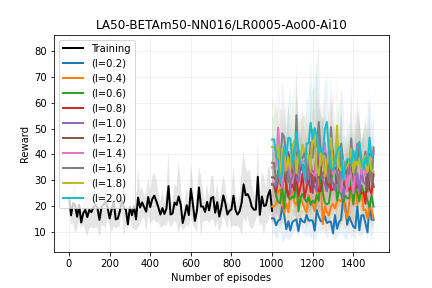 LA50-BETAm50-NN016/LR0005-Ao00-Ai10
Reward
80
70
60
50
40
30
20
10
Training
(I=0.2)
(I=0.4)
(I=0.6)
(I=0.8)
(I=1.0)
(I=1.2)
(I=1.4)
(I=1.6)
(I=1.8)
(I=2.0)
0 200 400 600 800 1000 1200 1400
Number of episodes